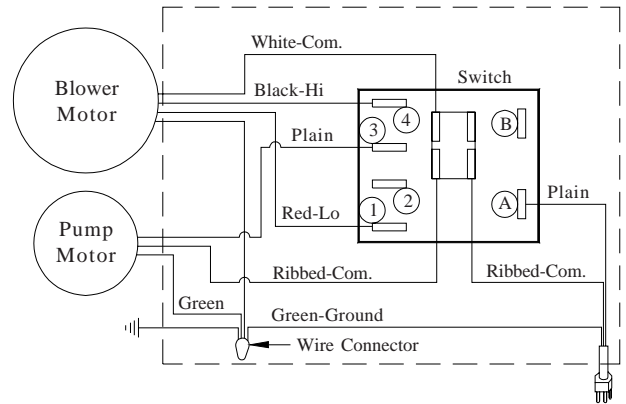 White-Com.
Blower
Motor
Black-Hi
Switch
4
3
B
Plain
2
1
A
Plain
Red-Lo
Pump
Motor
Ribbed-Com.
Ribbed-Com.
Green
Green-Ground
Wire Connector